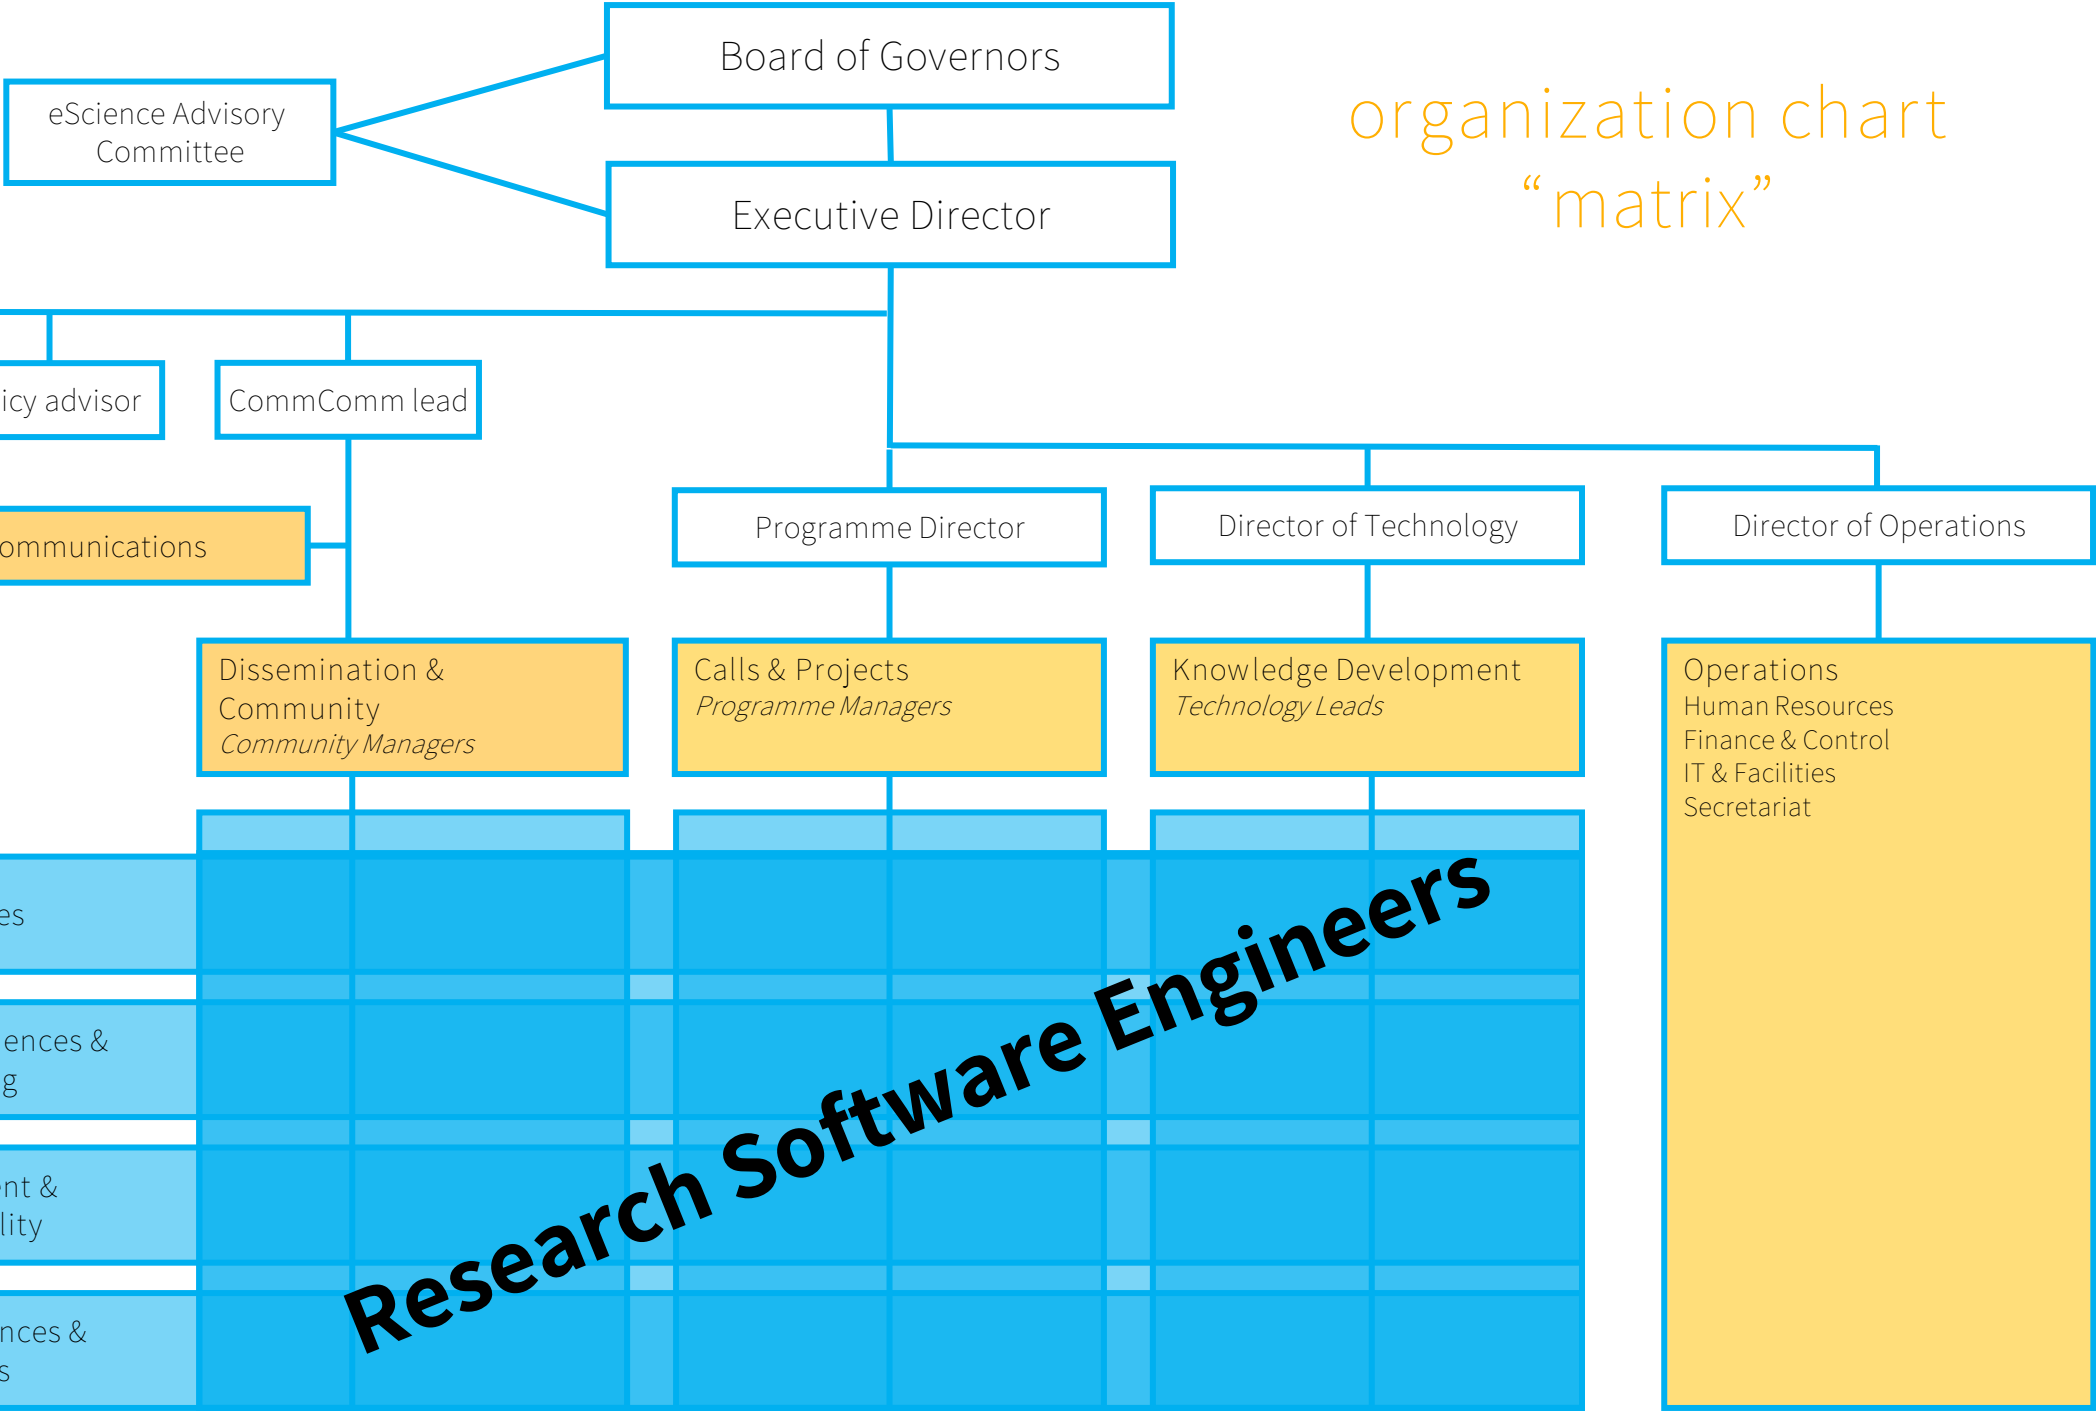 Board of Governors
eScience Advisory
Committee
organization chart
“matrix”
Executive Director
icy advisor
CommComm lead
ommunications
Programme Director
Director of Technology
Director of Operations
Dissemination &
Community
Community Managers
Calls & Projects
Programme Managers
Knowledge Development
Technology Leads
Operations
Human Resources
Finance & Control
IT & Facilities
Secretariat
es
ences &
g
nt &
lity
nces &
s
Research Software Engineers